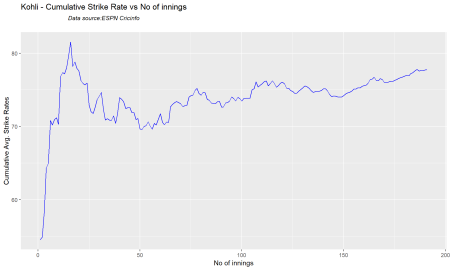 Kohli - Cumulative Strike Rate vs No of innings
Data source:ESPN Cricinfo
80
70
60
Cumulative Avg. Strike Rates
0 50 100 150 200
No of innings